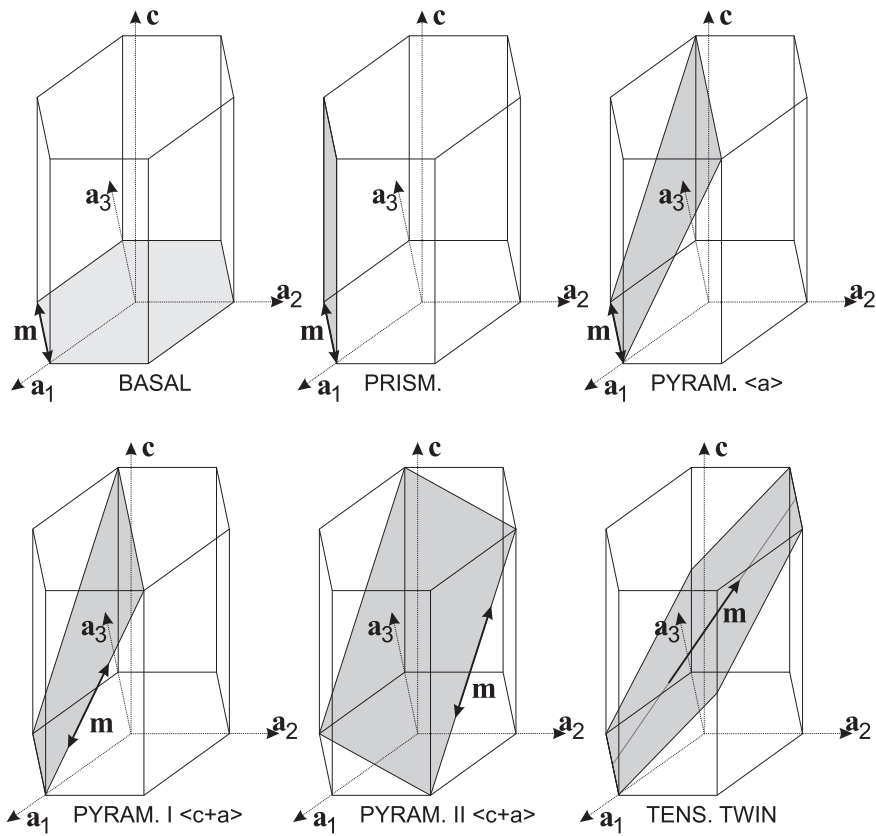 c
a3
a2
m
a1
BASAL
c
a3
a2
m
a1
PRISM.
c
a3
a2
m
a1
PYRAM. <a>
c
a3
a2
m
a1
PYRAM. I <c+a>
c
a3
a2
m
a1
PYRAM. II <c+a>
c
a3
m
a2
a1
TENS. TWIN